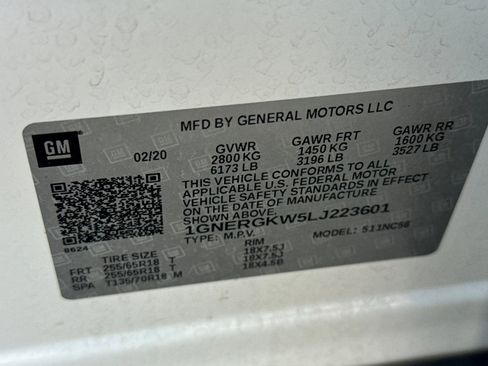 GM
MFD BY GENERAL MOTORS LLC
02/20
GVWR GAWR FRT GAWR RR
2800 KG 1450 KG 1600 KG
6173 LB 3196 LB 3527 LB
THIS VEHICLE CONFORMS TO ALL
APPLICABLE U.S. FEDERAL MOTOR
VEHICLE SAFETY STANDARDS IN EFFECT
ON THE DATE OF MANUFACTURE
SHOWN ABOVE.
1GNERGKW5LJ223601
TYPE: M.P.V. MODEL: 511NC56
8624
TIRE SIZE RIM
FRT 255/65R18 T 18X7.5J
RR 255/65R18 T 18X7.5J
SPA T135/70R18 M 18X4.5B